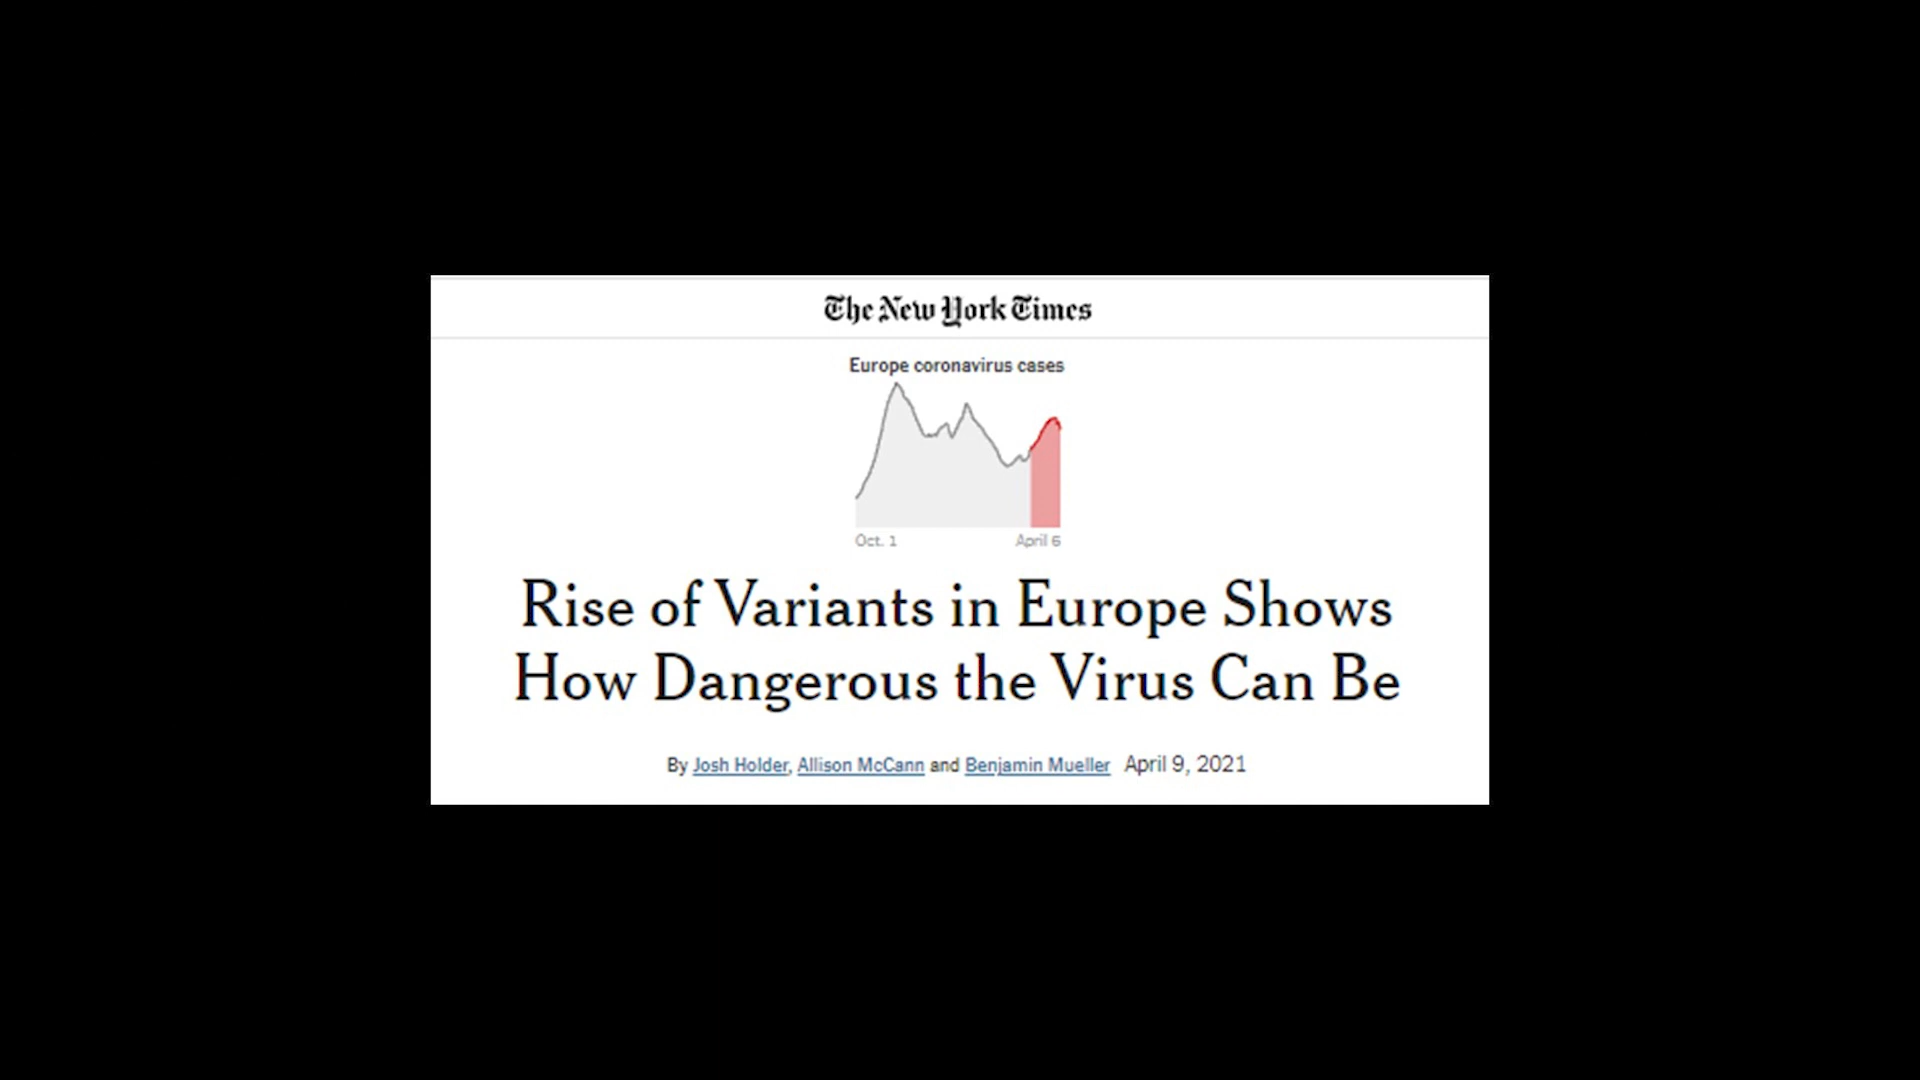 The New York Times
Europe coronavirus cases
Oct. 1 April 6
Rise of Variants in Europe Shows
How Dangerous the Virus Can Be
By Josh Holder, Allison McCann and Benjamin Mueller April 9, 2021